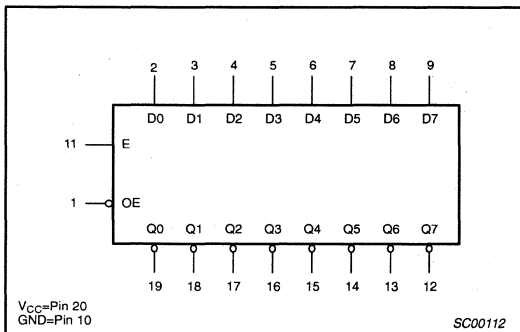 2 3 4 5 6 7 8 9
D0 D1 D2 D3 D4 D5 D6 D7
11 E
1 OE
Q0 Q1 Q2 Q3 Q4 Q5 Q6 Q7
19 18 17 16 15 14 13 12
VCC=Pin 20
GND=Pin 10
SC00112